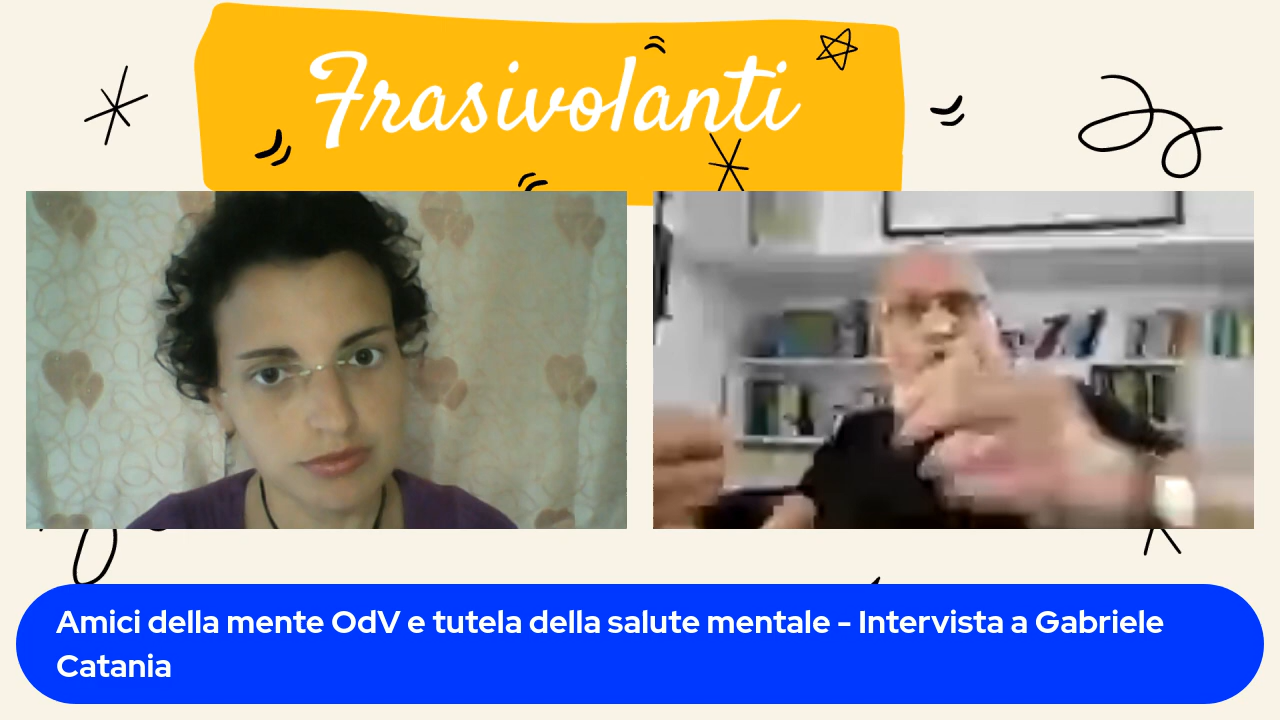 Frasivolanti
Amici della mente OdV e tutela della salute mentale - Intervista a Gabriele
Catania